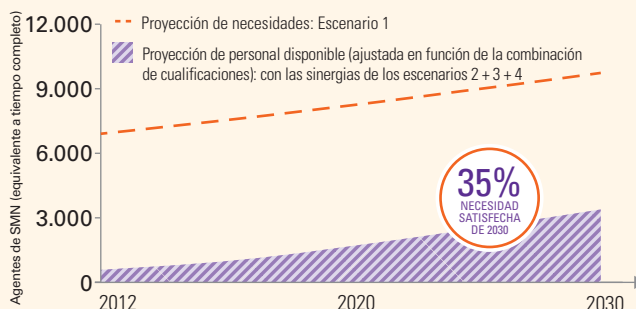 Agentes de SMN (equivalente a tiempo completo)
12.000
9.000
6.000
3.000
0
Proyección de necesidades: Escenario 1
Proyección de personal disponible (ajustada en función de la combinación
de cualificaciones): con las sinergias de los escenarios 2 + 3 + 4
35%
NECESIDAD
SATISFECHA
DE 2030
2012
2020
2030